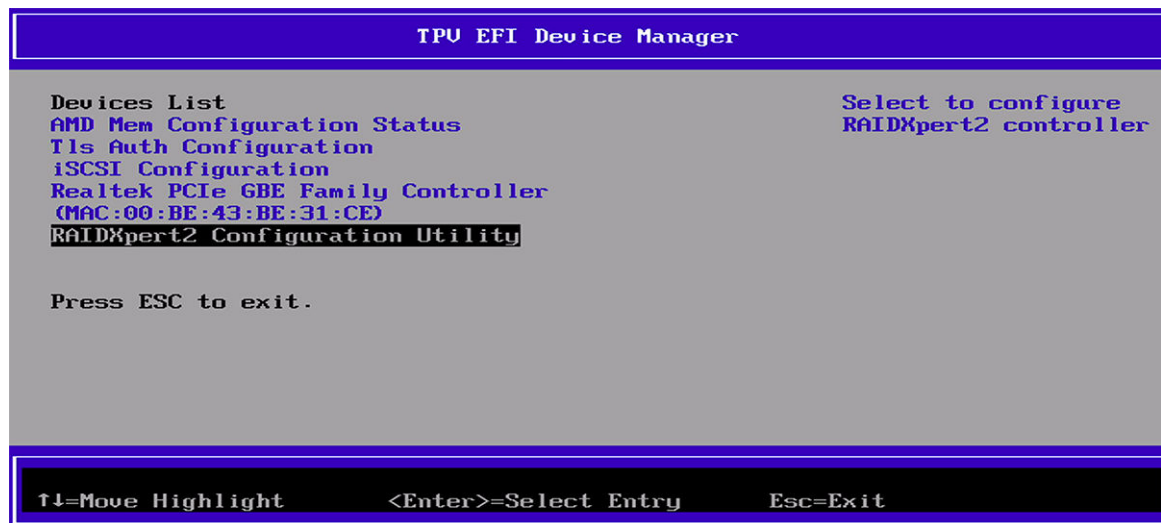 TPV EFI Device Manager
Devices List
AMD Mem Configuration Status
Tls Auth Configuration
iSCSI Configuration
Realtek PCIe GBE Family Controller
(MAC:00:BE:43:BE:31:CE)
RAIDXpert2 Configuration Utility
Press ESC to exit.
Select to configure
RAIDXpert2 controller
↑↓=Move Highlight <Enter>=Select Entry Esc=Exit